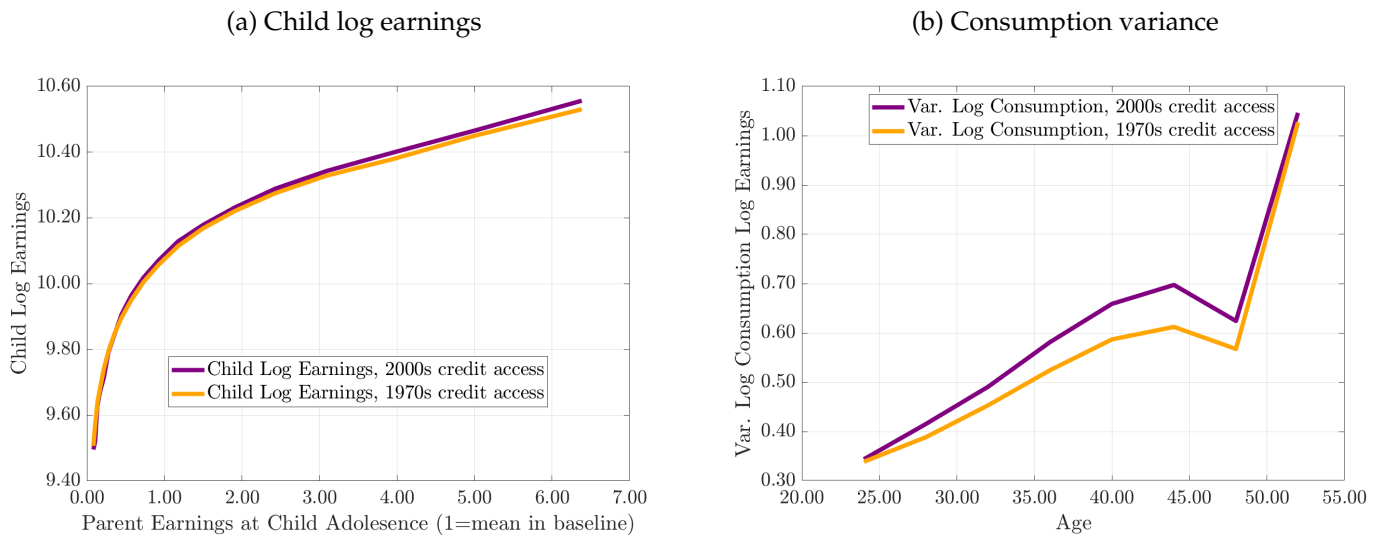 (a) Child log earnings
10.60
10.40
10.20
10.00
9.80
9.60
9.40
Child Log Earnings
Child Log Earnings, 2000s credit access
Child Log Earnings, 1970s credit access
0.00 1.00 2.00 3.00 4.00 5.00 6.00 7.00
Parent Earnings at Child Adolesence (1=mean in baseline)
(b) Consumption variance
1.10
1.00
0.90
0.80
0.70
0.60
0.50
0.40
0.30
Var. Log Consumption Log Earnings
Var. Log Consumption, 2000s credit access
Var. Log Consumption, 1970s credit access
20.00 25.00 30.00 35.00 40.00 45.00 50.00 55.00
Age